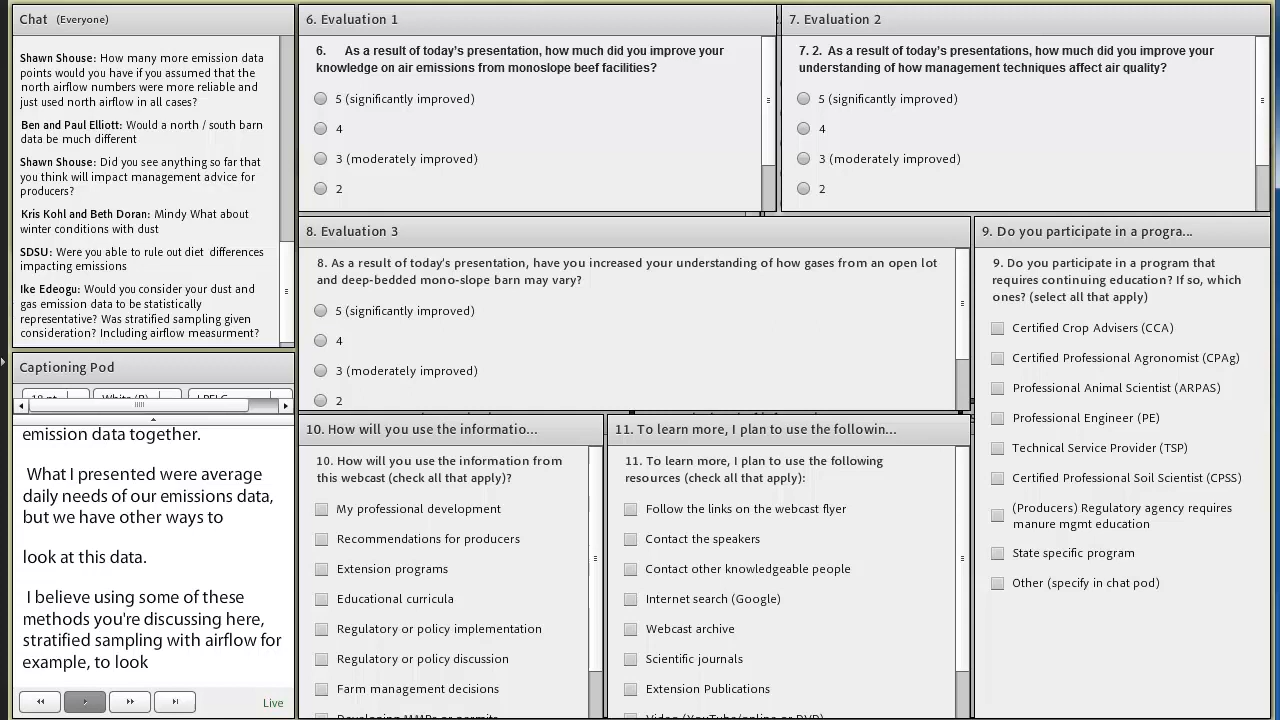 Chat (Everyone)
Shawn Shouse: How many more emission data
points would you have if you assumed that the
north airflow numbers were more reliable and
just used north airflow in all cases?
Ben and Paul Elliott: Would a north / south barn
data be much different
Shawn Shouse: Did you see anything so far that
you think will impact management advice for
producers?
Kris Kohl and Beth Doran: Mindy What about
winter conditions with dust
SDSU: Were you able to rule out diet differences
impacting emissions
Ike Edeogu: Would you consider your dust and
gas emission data to be statistically
representative? Was stratified sampling given
consideration? Including airflow measurment?
Captioning Pod
emission data together.
What I presented were average
daily needs of our emissions data,
but we have other ways to
look at this data.
I believe using some of these
methods you're discussing here,
stratified sampling with airflow for
example, to look
Live
6. Evaluation 1
6. As a result of today's presentation, how much did you improve your
knowledge on air emissions from monoslope beef facilities?
5 (significantly improved)
4
3 (moderately improved)
2
7. Evaluation 2
7. 2. As a result of today's presentations, how much did you improve your
understanding of how management techniques affect air quality?
5 (significantly improved)
4
3 (moderately improved)
2
8. Evaluation 3
8. As a result of today's presentation, have you increased your understanding of how gases from an open lot
and deep-bedded mono-slope barn may vary?
5 (significantly improved)
4
3 (moderately improved)
2
9. Do you participate in a progra...
9. Do you participate in a program that
requires continuing education? If so, which
ones? (select all that apply)
Certified Crop Advisers (CCA)
Certified Professional Agronomist (CPAg)
Professional Animal Scientist (ARPAS)
Professional Engineer (PE)
Technical Service Provider (TSP)
Certified Professional Soil Scientist (CPSS)
(Producers) Regulatory agency requires
manure mgmt education
State specific program
Other (specify in chat pod)
10. How will you use the informatio...
10. How will you use the information from
this webcast (check all that apply)?
My professional development
Recommendations for producers
Extension programs
Educational curricula
Regulatory or policy implementation
Regulatory or policy discussion
Farm management decisions
Developing MMPs or permits
11. To learn more, I plan to use the followin...
11. To learn more, I plan to use the following
resources (check all that apply):
Follow the links on the webcast flyer
Contact the speakers
Contact other knowledgeable people
Internet search (Google)
Webcast archive
Scientific journals
Extension Publications
Video (YouTube/online or DVD)